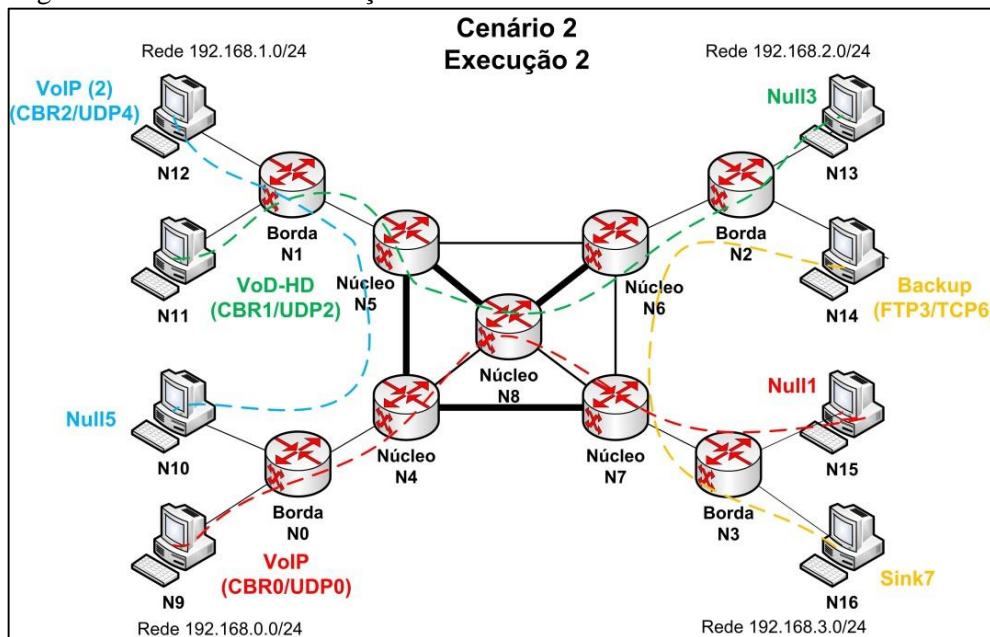 Cenário 2
Execução 2
Rede 192.168.1.0/24
Rede 192.168.2.0/24
VoIP (2)
(CBR2/UDP4)
Null3
N12
N13
Borda
N1
Borda
N2
Núcleo
N5
Núcleo
N6
N11
VoD-HD
(CBR1/UDP2)
N14
Backup
(FTP3/TCP6
Núcleo
N8
Null5
Null1
N10
Núcleo
N4
Núcleo
N7
N15
Borda
N0
Borda
N3
N9
VoIP
(CBR0/UDP0)
N16
Sink7
Rede 192.168.0.0/24
Rede 192.168.3.0/24